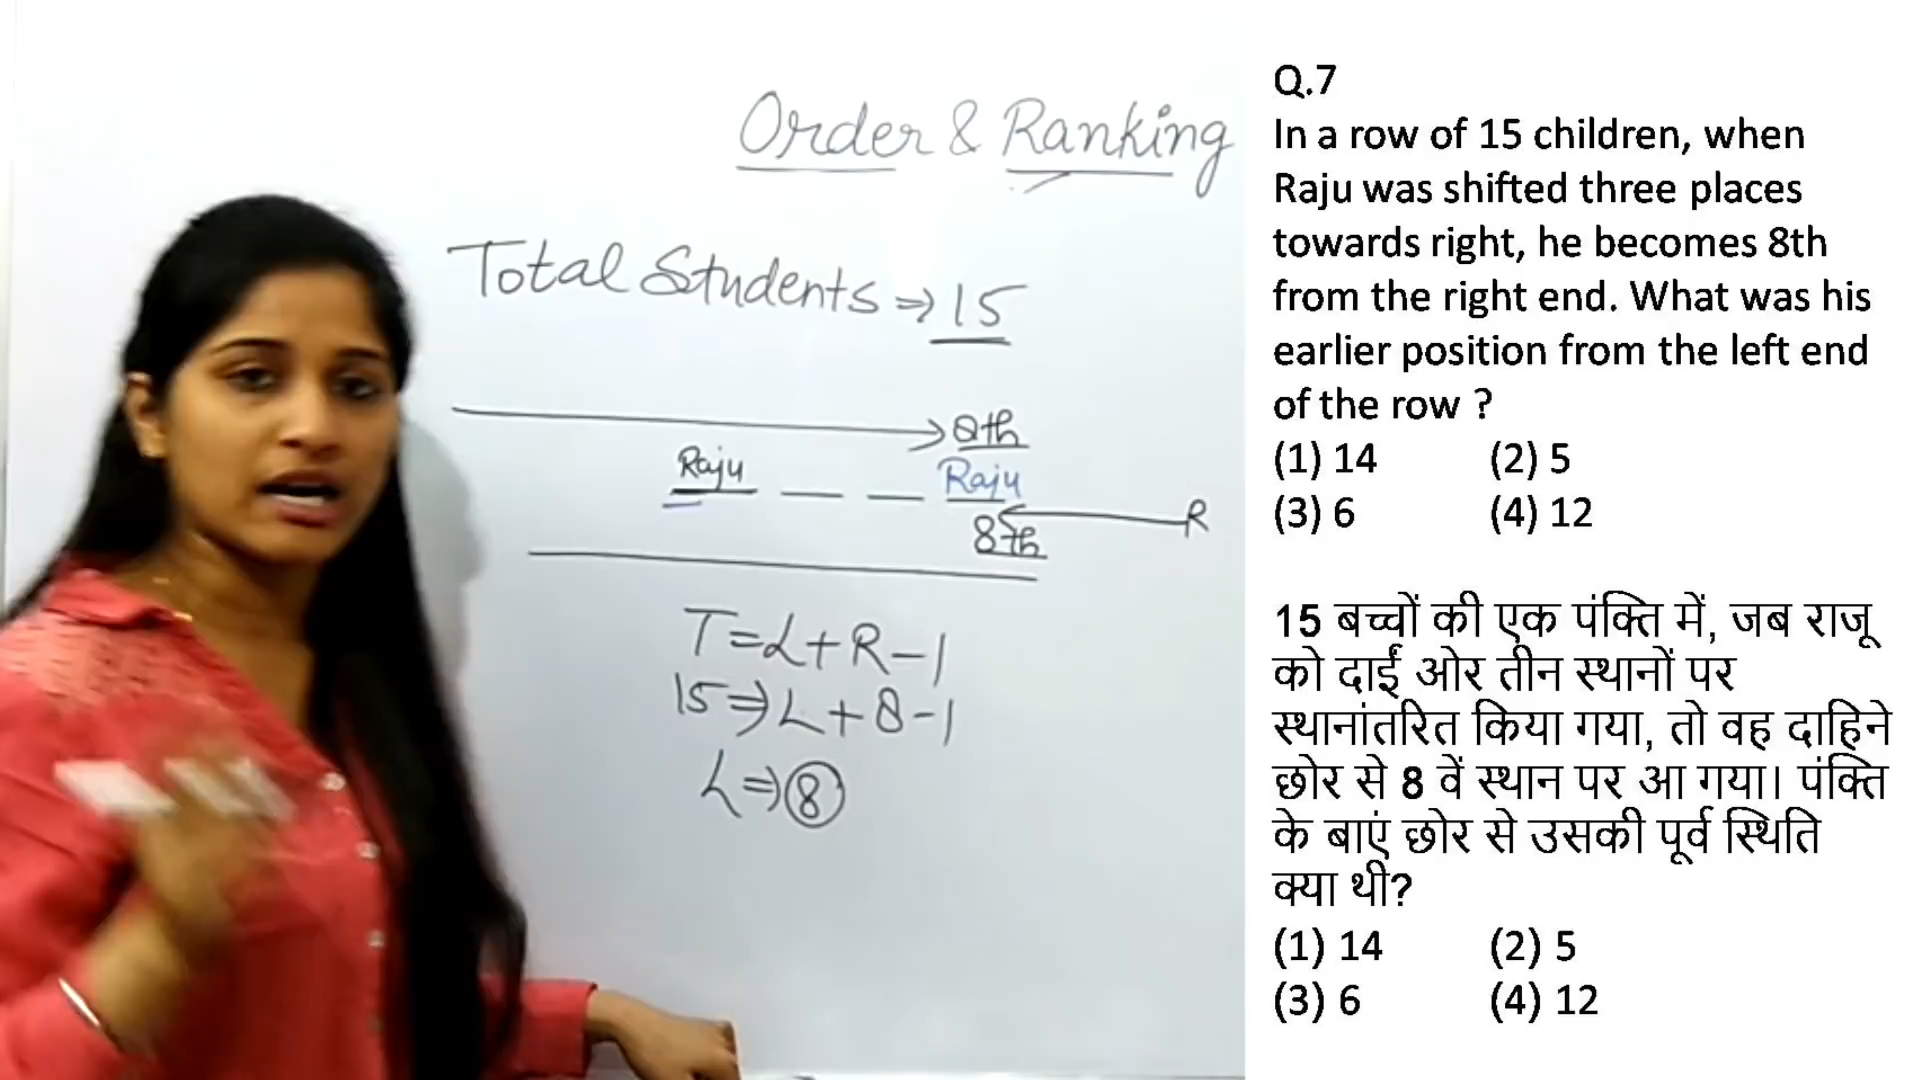 Order & Ranking
Total Students ⇒ 15
8th
Raju
Raju
R
8th
T=L+R-1
15⇒L+8-1
L⇒8
Q.7
In a row of 15 children, when
Raju was shifted three places
towards right, he becomes 8th
from the right end. What was his
earlier position from the left end
of the row ?
(1) 14 (2) 5
(3) 6 (4) 12
15 बच्चों की एक पंक्ति में, जब राजू
को दाईं ओर तीन स्थानों पर
स्थानांतरित किया गया, तो वह दाहिने
छोर से 8 वें स्थान पर आ गया। पंक्ति
के बाएं छोर से उसकी पूर्व स्थिति
क्या थी?
(1) 14 (2) 5
(3) 6 (4) 12